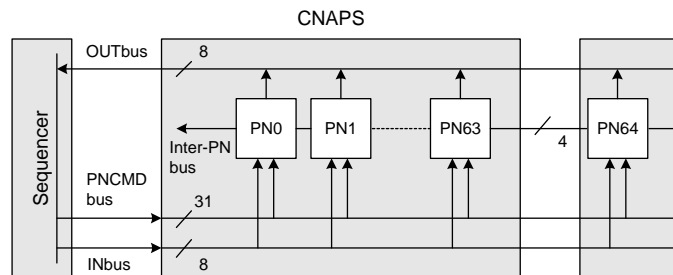 CNAPS
OUTbus
8
PN0
PN1
PN63
PN64
Inter-PN
bus
4
Sequencer
PNCMD
bus
31
INbus
8